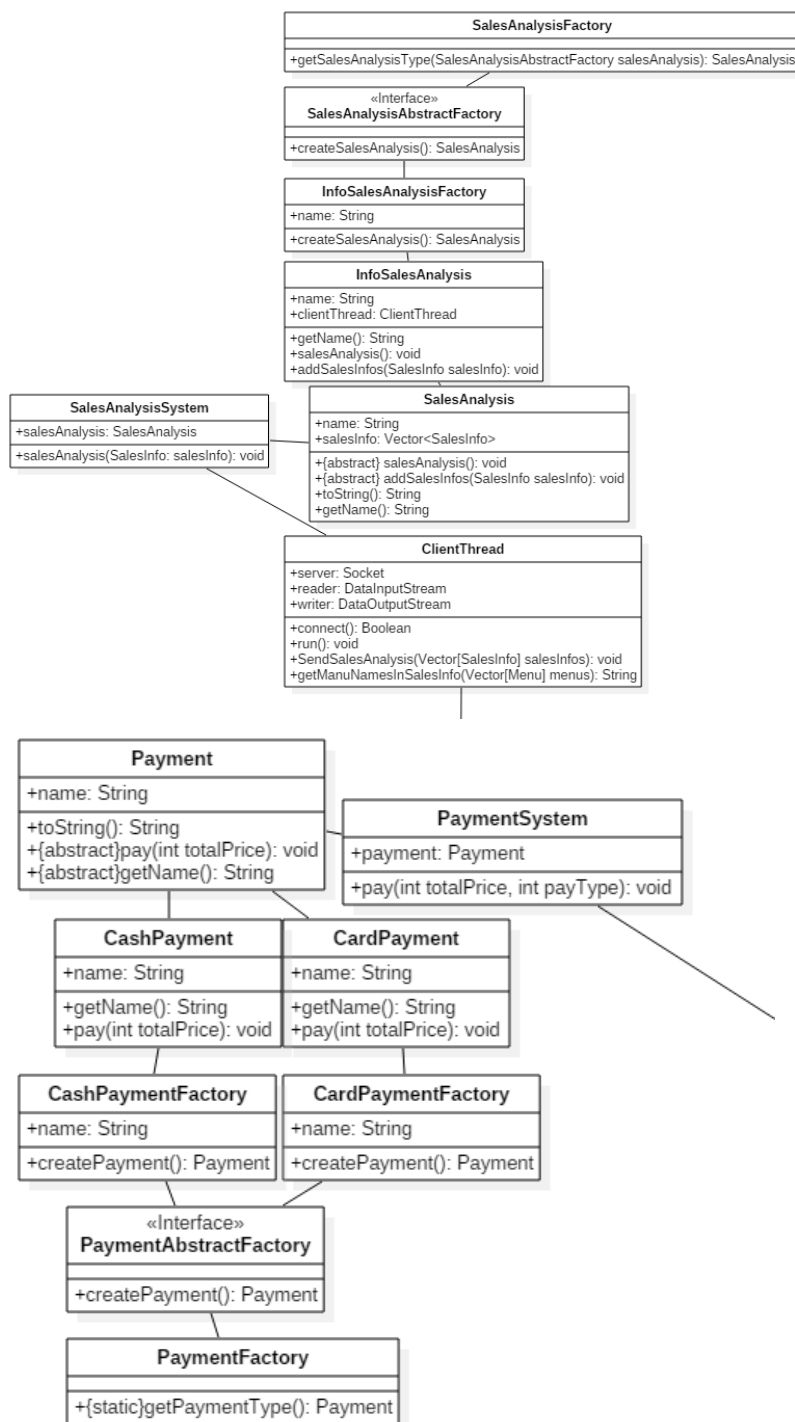 SalesAnalysisFactory
+getSalesAnalysisType(SalesAnalysisAbstractFactory salesAnalysis): SalesAnalysis
«Interface»
SalesAnalysisAbstractFactory
+createSalesAnalysis(): SalesAnalysis
InfoSalesAnalysisFactory
+name: String
+createSalesAnalysis(): SalesAnalysis
InfoSalesAnalysis
+name: String
+clientThread: ClientThread
+getName(): String
+salesAnalysis(): void
+addSalesInfos(SalesInfo salesInfo): void
SalesAnalysisSystem
+salesAnalysis: SalesAnalysis
+salesAnalysis(SalesInfo: salesInfo): void
SalesAnalysis
+name: String
+salesInfo: Vector<SalesInfo>
+{abstract} salesAnalysis(): void
+{abstract} addSalesInfos(SalesInfo salesInfo): void
+toString(): String
+getName(): String
ClientThread
+server: Socket
+reader: DataInputStream
+writer: DataOutputStream
+connect(): Boolean
+run(): void
+SendSalesAnalysis(Vector[SalesInfo] salesInfos): void
+getManuNamesInSalesInfo(Vector[Menu] menus): String
Payment
+name: String
+toString(): String
+{abstract}pay(int totalPrice): void
+{abstract}getName(): String
PaymentSystem
+payment: Payment
+pay(int totalPrice, int payType): void
CashPayment
+name: String
+getName(): String
+pay(int totalPrice): void
CardPayment
+name: String
+getName(): String
+pay(int totalPrice): void
CashPaymentFactory
+name: String
+createPayment(): Payment
CardPaymentFactory
+name: String
+createPayment(): Payment
«Interface»
PaymentAbstractFactory
+createPayment(): Payment
PaymentFactory
+{static}getPaymentType(): Payment